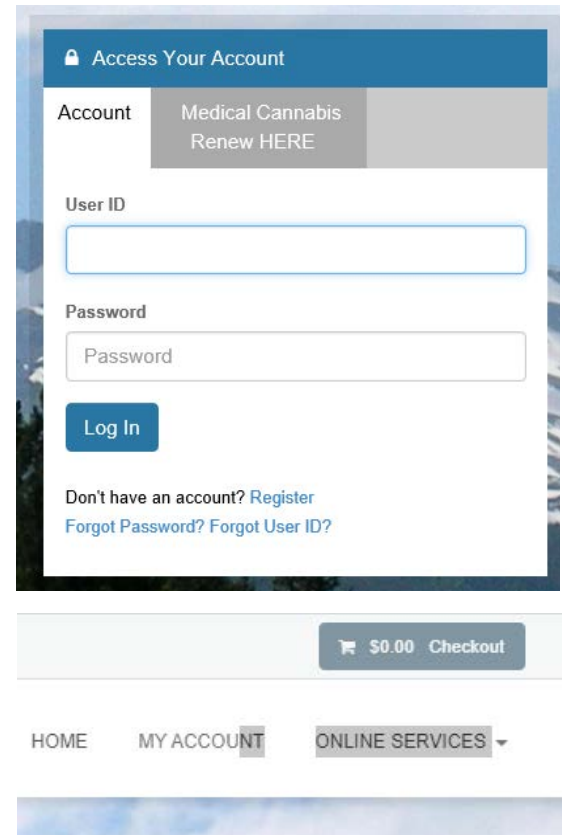 Access Your Account
Account
Medical Cannabis
Renew HERE
User ID
Password
Password
Log In
Don't have an account? Register
Forgot Password? Forgot User ID?
$0.00 Checkout
HOME MY ACCOUNT ONLINE SERVICES